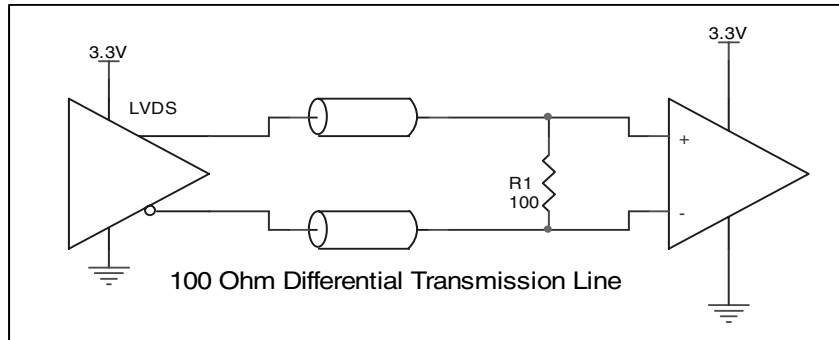 3.3V
3.3V
LVDS
+
R1
100
-
100 Ohm Differential Transmission Line